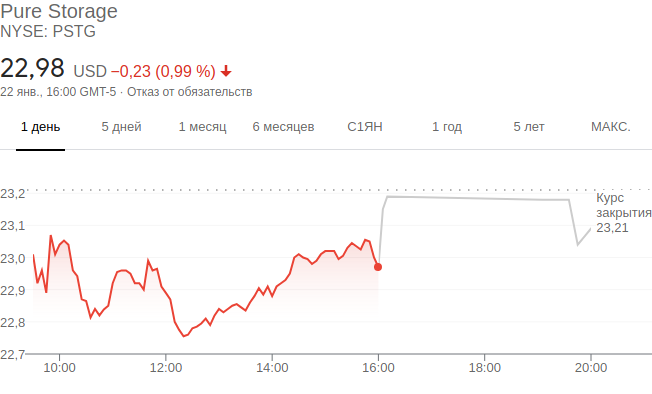 Pure Storage
NYSE: PSTG
22,98 USD −0,23 (0,99 %)
22 янв., 16:00 GMT-5 · Отказ от обязательств
1 день 5 дней 1 месяц 6 месяцев С1ЯН 1 год 5 лет МАКС.
23,2
23,1
23,0
22,9
22,8
22,7
Курс
закрытия
23,21
10:00 12:00 14:00 16:00 18:00 20:00